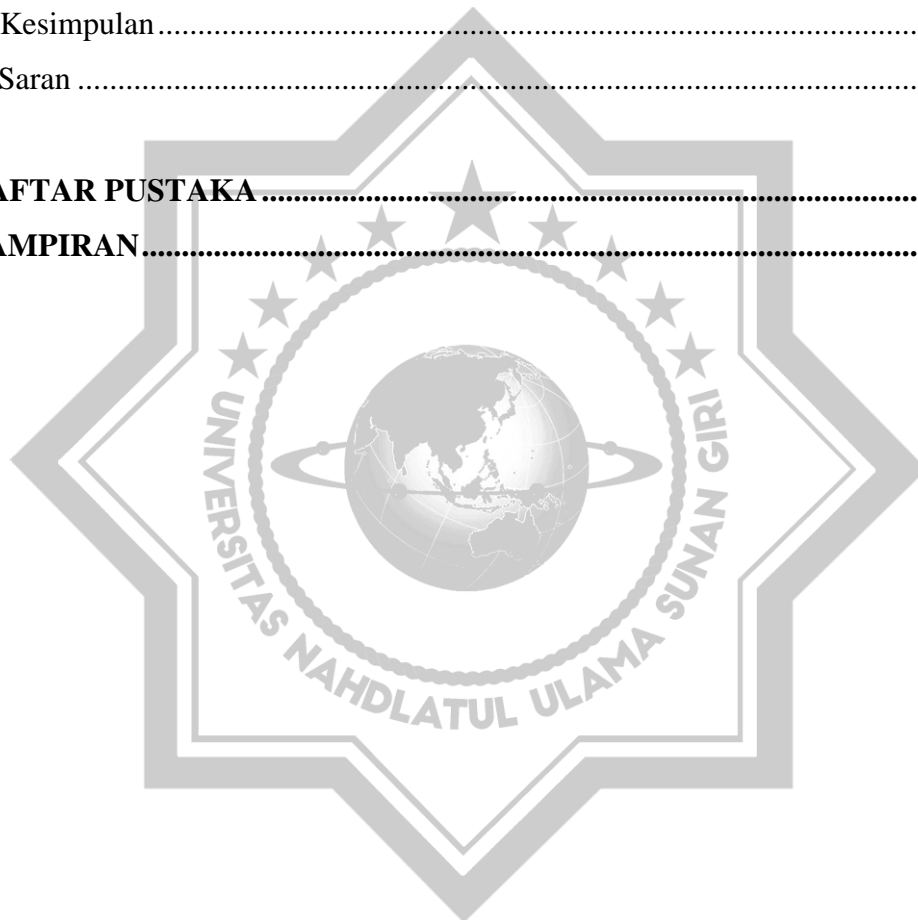 Kesimpulan................................................................................................
Saran ..........................................................................................................
AFTAR PUSTAKA..................................................................................
AMPIRAN.................................................................................................
UNIVERSITAS NAHDLATUL ULAMA SUNAN GIRI